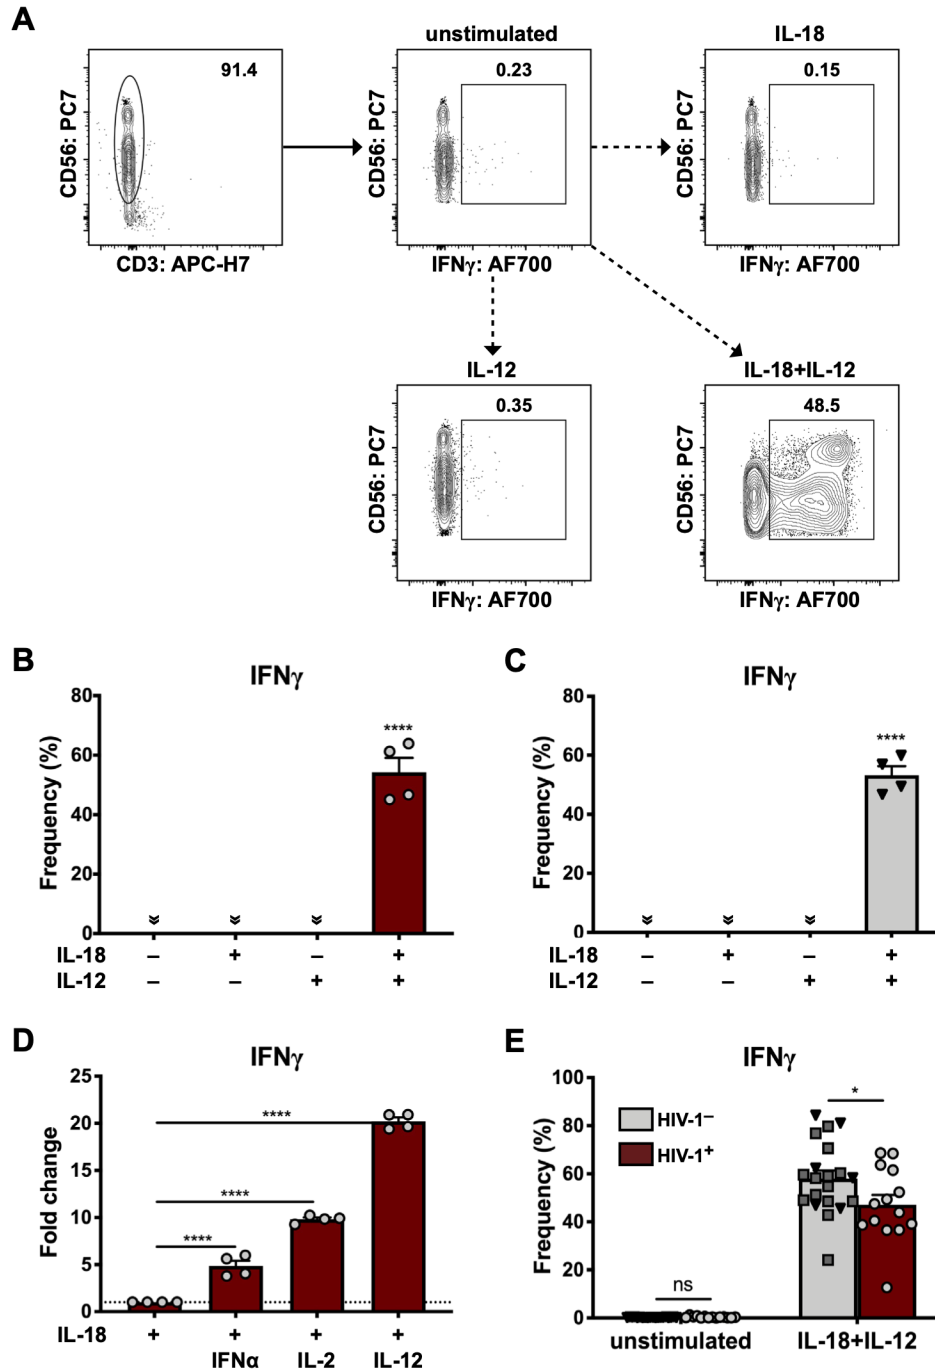 A
unstimulated
IL-18
91.4
0.23
0.15
CD56: PC7
CD56: PC7
CD56: PC7
CD3: APC-H7
IFNγ: AF700
IFNγ: AF700
IL-12
IL-18+IL-12
0.35
48.5
CD56: PC7
CD56: PC7
IFNγ: AF700
IFNγ: AF700
B
IFNγ
80
60
40
20
0
Frequency (%)
****
IL-18 – + – +
IL-12 – – + +
C
IFNγ
80
60
40
20
0
Frequency (%)
****
IL-18 – + – +
IL-12 – – + +
D
IFNγ
25
20
15
10
5
0
Fold change
****
****
****
IL-18 + + + +
IFNα IL-2 IL-12
E
IFNγ
100
80
60
40
20
0
Frequency (%)
HIV-1⁻
HIV-1⁺
*
ns
unstimulated IL-18+IL-12